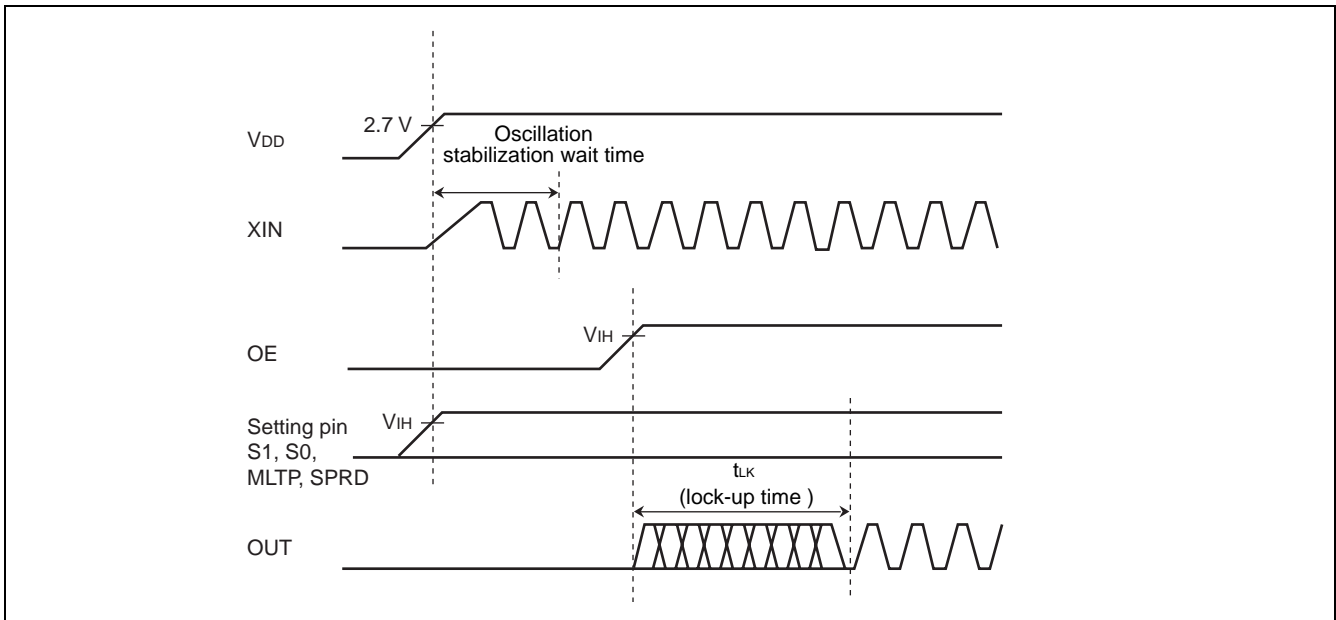 VDD
2.7 V
Oscillation
stabilization wait time
XIN
OE
VIH
Setting pin
S1, S0,
MLTP, SPRD
VIH
tLK
(lock-up time )
OUT